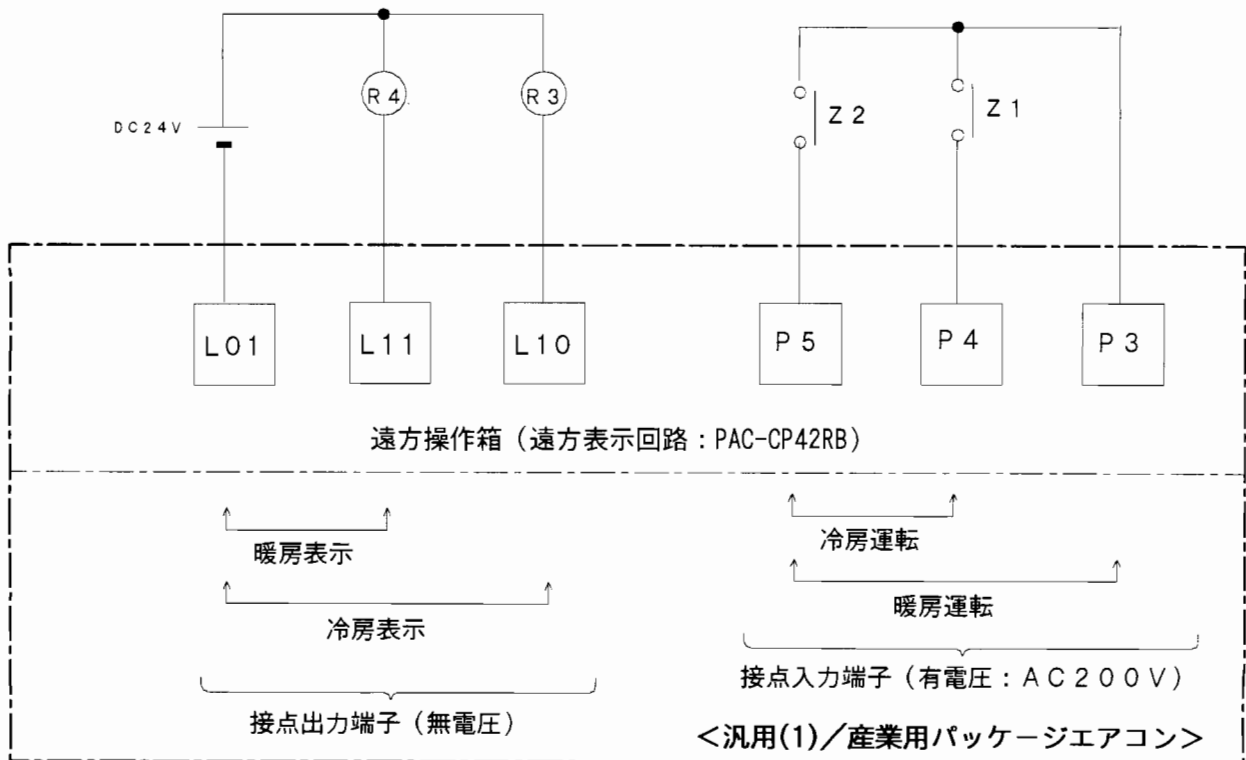 R4
R3
DC24V
Z2
Z1
L01
L11
L10
P5
P4
P3
遠方操作箱（遠方表示回路：PAC-CP42RB）
暖房表示
冷房運転
冷房表示
暖房運転
接点入力端子（有電圧：AC200V）
接点出力端子（無電圧）
＜汎用(1)／産業用パッケージエアコン＞